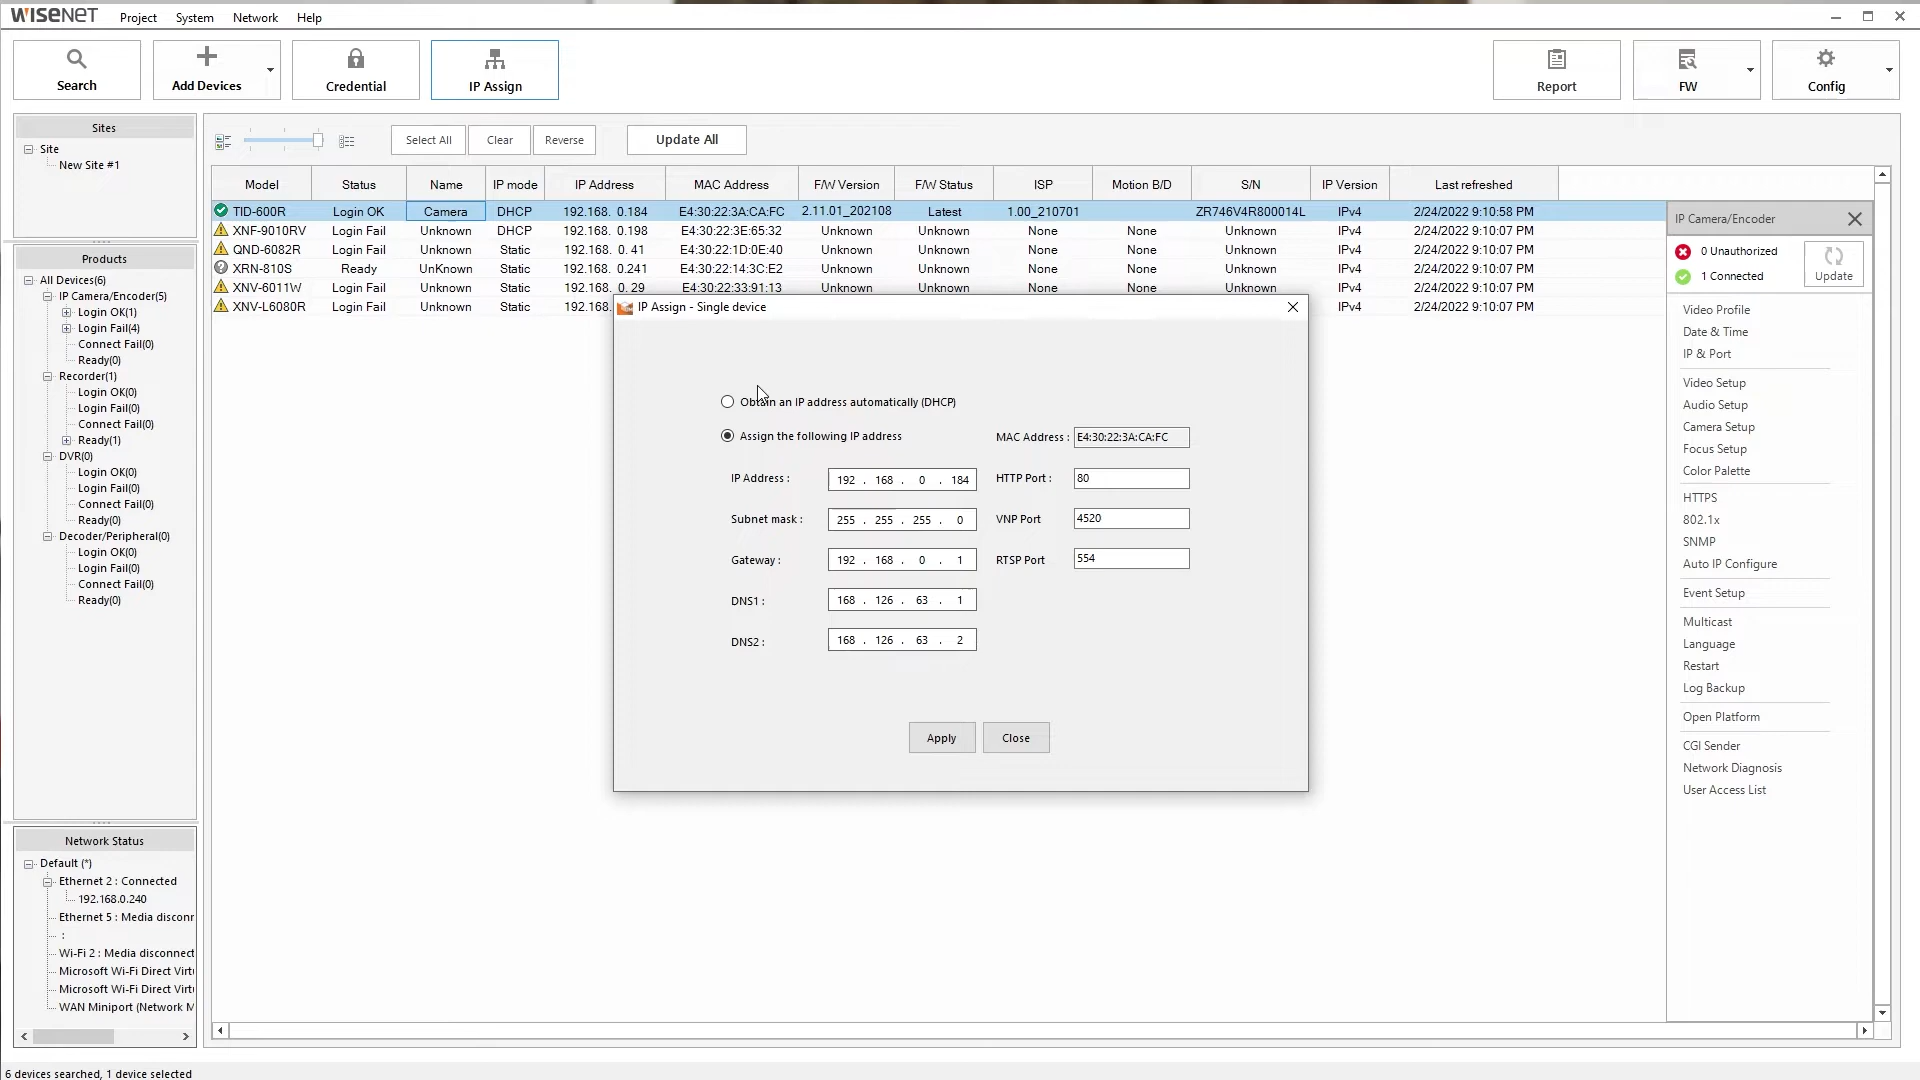 WISENET Project System Network Help
Search Add Devices Credential IP Assign Report FW Config
Sites
Site
New Site #1
Products
All Devices(6)
IP Camera/Encoder(5)
Login OK(1)
Login Fail(4)
Connect Fail(0)
Ready(0)
Recorder(1)
Login OK(0)
Login Fail(0)
Connect Fail(0)
Ready(1)
DVR(0)
Login OK(0)
Login Fail(0)
Connect Fail(0)
Ready(0)
Decoder/Peripheral(0)
Login OK(0)
Login Fail(0)
Connect Fail(0)
Ready(0)
Network Status
Default (*)
Ethernet 2 : Connected
192.168.0.240
Ethernet 5 : Media disconr
:
Wi-Fi 2 : Media disconnect
Microsoft Wi-Fi Direct Virtu
Microsoft Wi-Fi Direct Virtu
WAN Miniport (Network M
Select All Clear Reverse Update All
Model Status Name IP mode IP Address MAC Address F/W Version F/W Status ISP Motion B/D S/N IP Version Last refreshed
TID-600R Login OK Camera DHCP 192.168. 0.184 E4:30:22:3A:CA:FC 2.11.01_202108 Latest 1.00_210701 ZR746V4R800014L IPv4 2/24/2022 9:10:58 PM
XNF-9010RV Login Fail Unknown DHCP 192.168. 0.198 E4:30:22:3E:65:32 Unknown Unknown None None Unknown IPv4 2/24/2022 9:10:07 PM
QND-6082R Login Fail Unknown Static 192.168. 0. 41 E4:30:22:1D:0E:40 Unknown Unknown None None Unknown IPv4 2/24/2022 9:10:07 PM
XRN-810S Ready UnKnown Static 192.168. 0.241 E4:30:22:14:3C:E2 Unknown Unknown None None Unknown IPv4 2/24/2022 9:10:07 PM
XNV-6011W Login Fail Unknown Static 192.168. 0. 29 E4:30:22:33:91:13 Unknown Unknown None None Unknown IPv4 2/24/2022 9:10:07 PM
XNV-L6080R Login Fail Unknown Static 192.168. IPv4 2/24/2022 9:10:07 PM
IP Assign - Single device
Obtain an IP address automatically (DHCP)
Assign the following IP address MAC Address : E4:30:22:3A:CA:FC
IP Address : 192 . 168 . 0 . 184 HTTP Port : 80
Subnet mask : 255 . 255 . 255 . 0 VNP Port 4520
Gateway : 192 . 168 . 0 . 1 RTSP Port 554
DNS1 : 168 . 126 . 63 . 1
DNS2 : 168 . 126 . 63 . 2
Apply Close
IP Camera/Encoder
0 Unauthorized
1 Connected
Update
Video Profile
Date & Time
IP & Port
Video Setup
Audio Setup
Camera Setup
Focus Setup
Color Palette
HTTPS
802.1x
SNMP
Auto IP Configure
Event Setup
Multicast
Language
Restart
Log Backup
Open Platform
CGI Sender
Network Diagnosis
User Access List
6 devices searched, 1 device selected